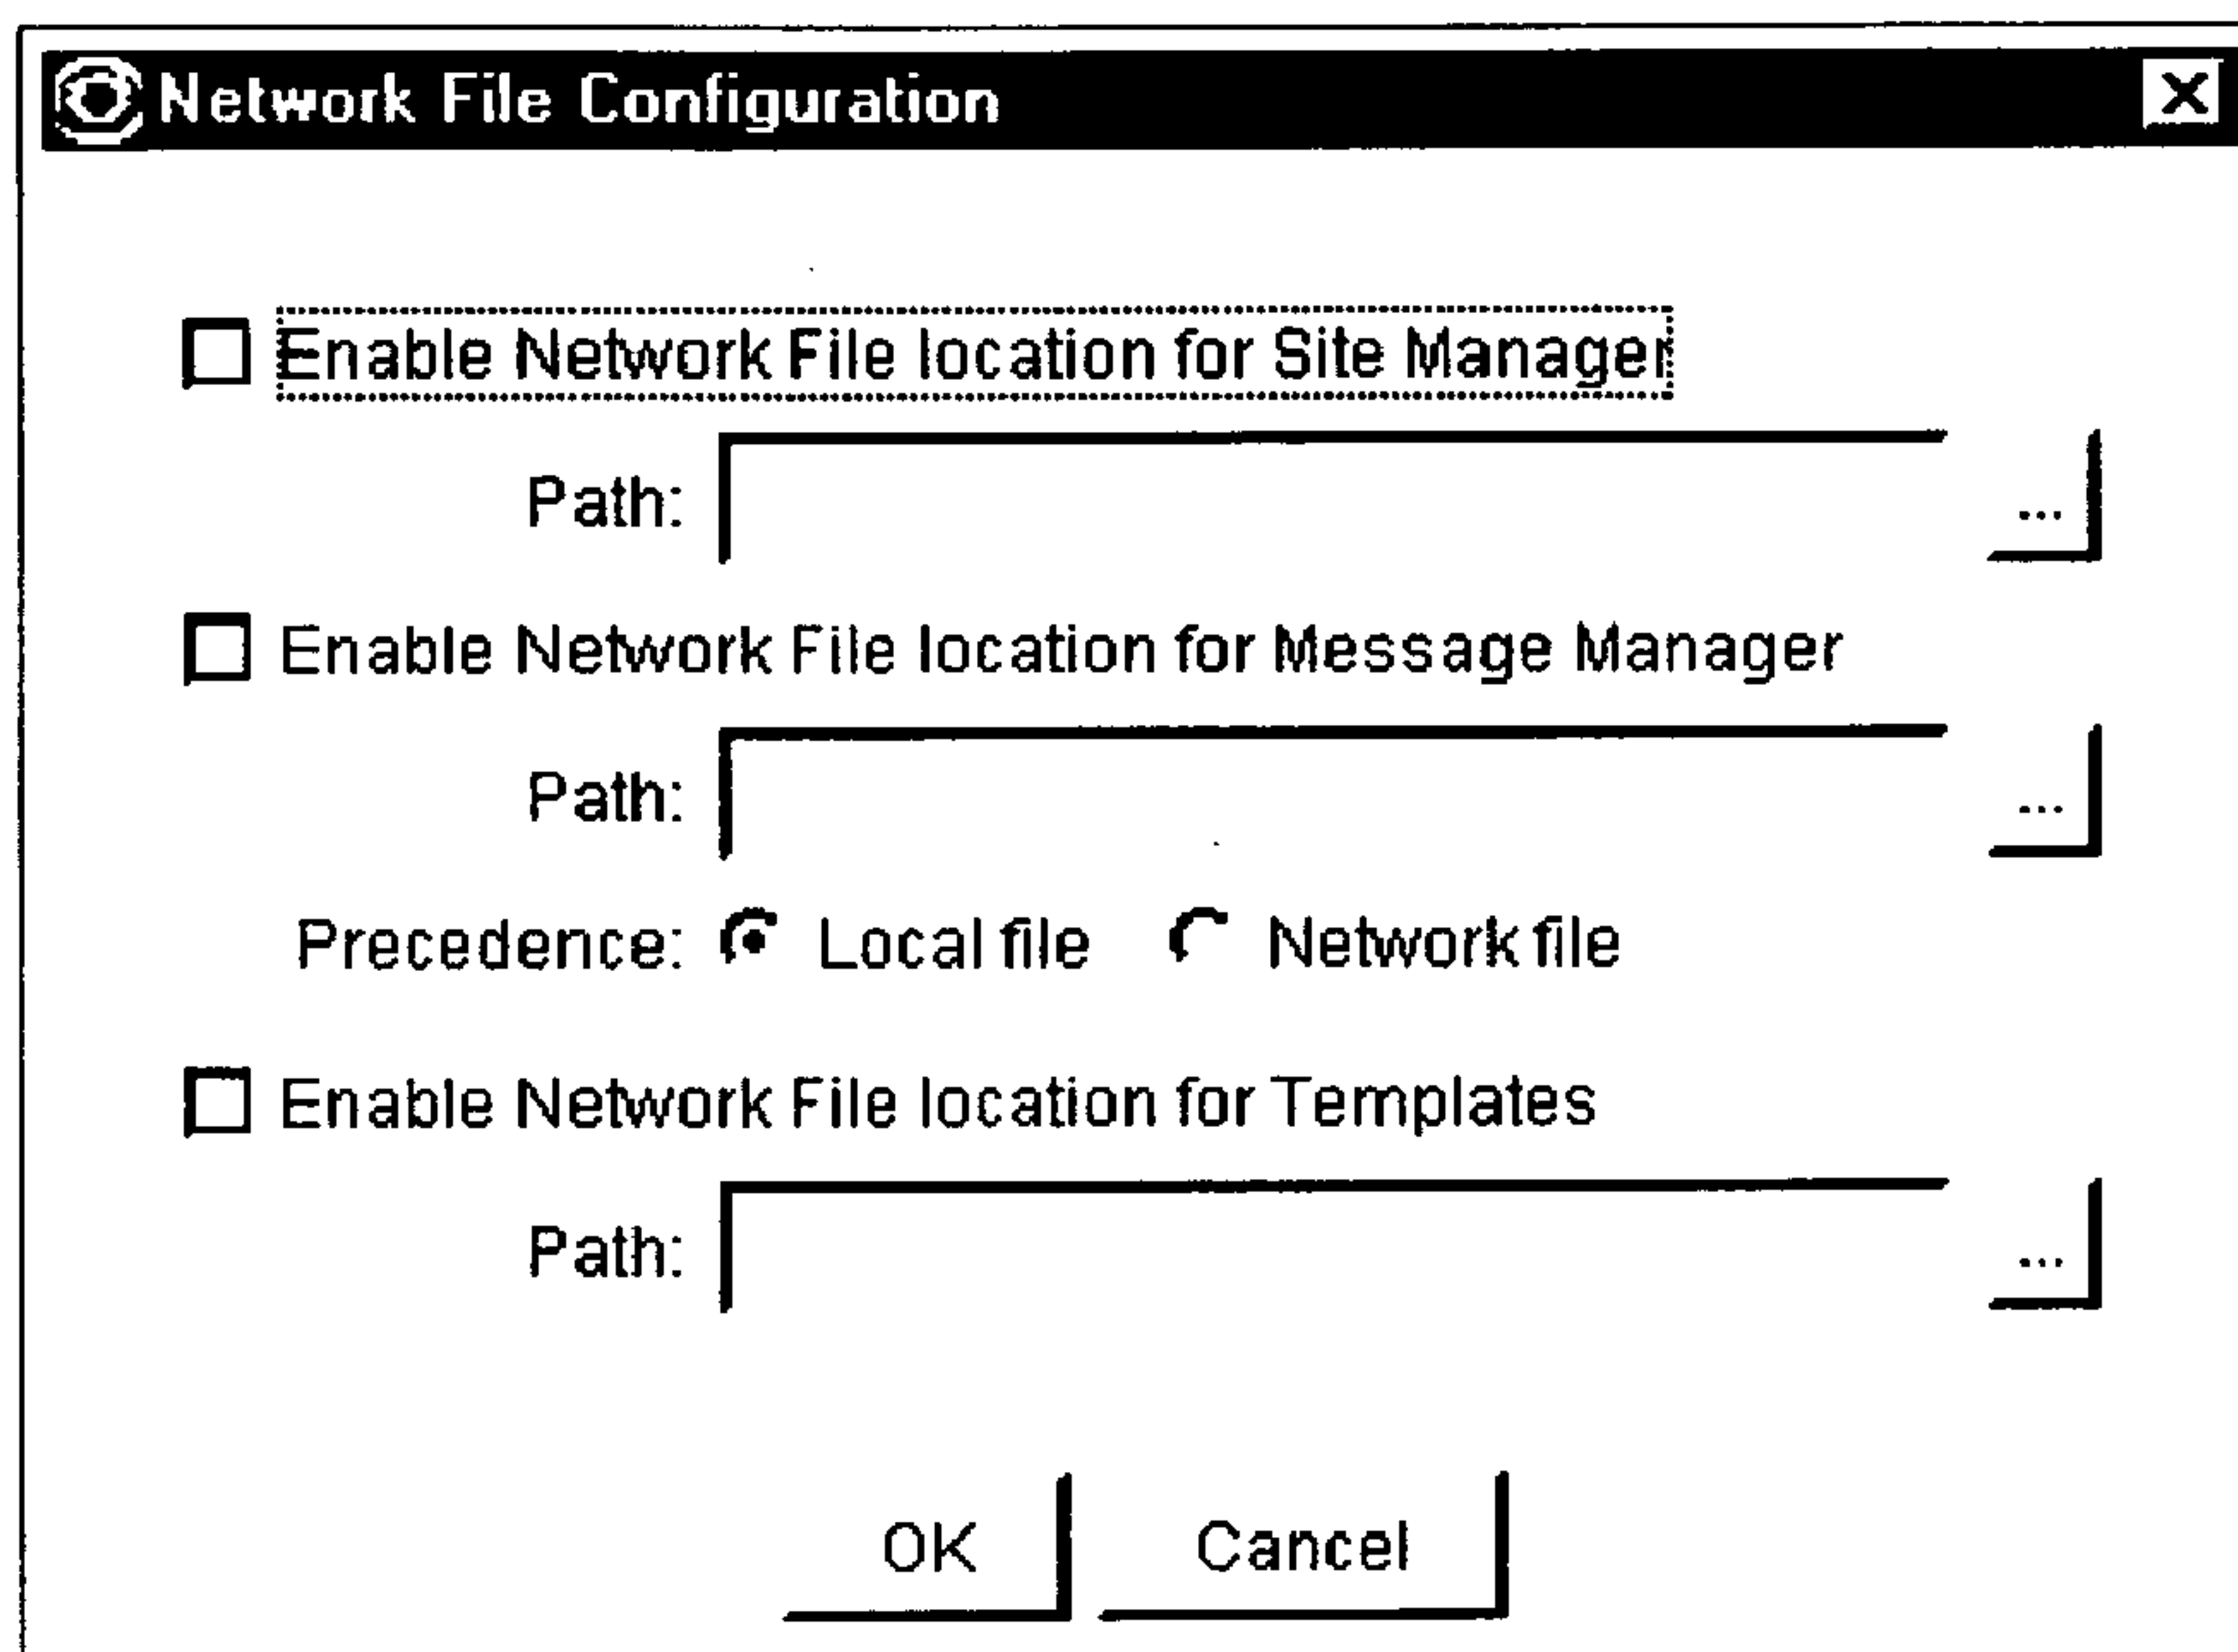 Network File Configuration
Enable Network File location for Site Manager
Path: ...
Enable Network File location for Message Manager
Path: ...
Precedence: Local file Network file
Enable Network File location for Templates
Path: ...
OK Cancel